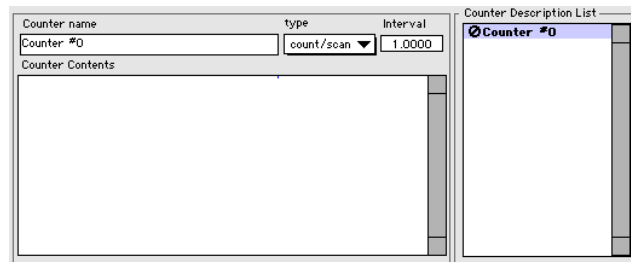 Counter name type Interval
Counter #0 count/scan 1.0000
Counter Contents
Counter Description List
Counter #0